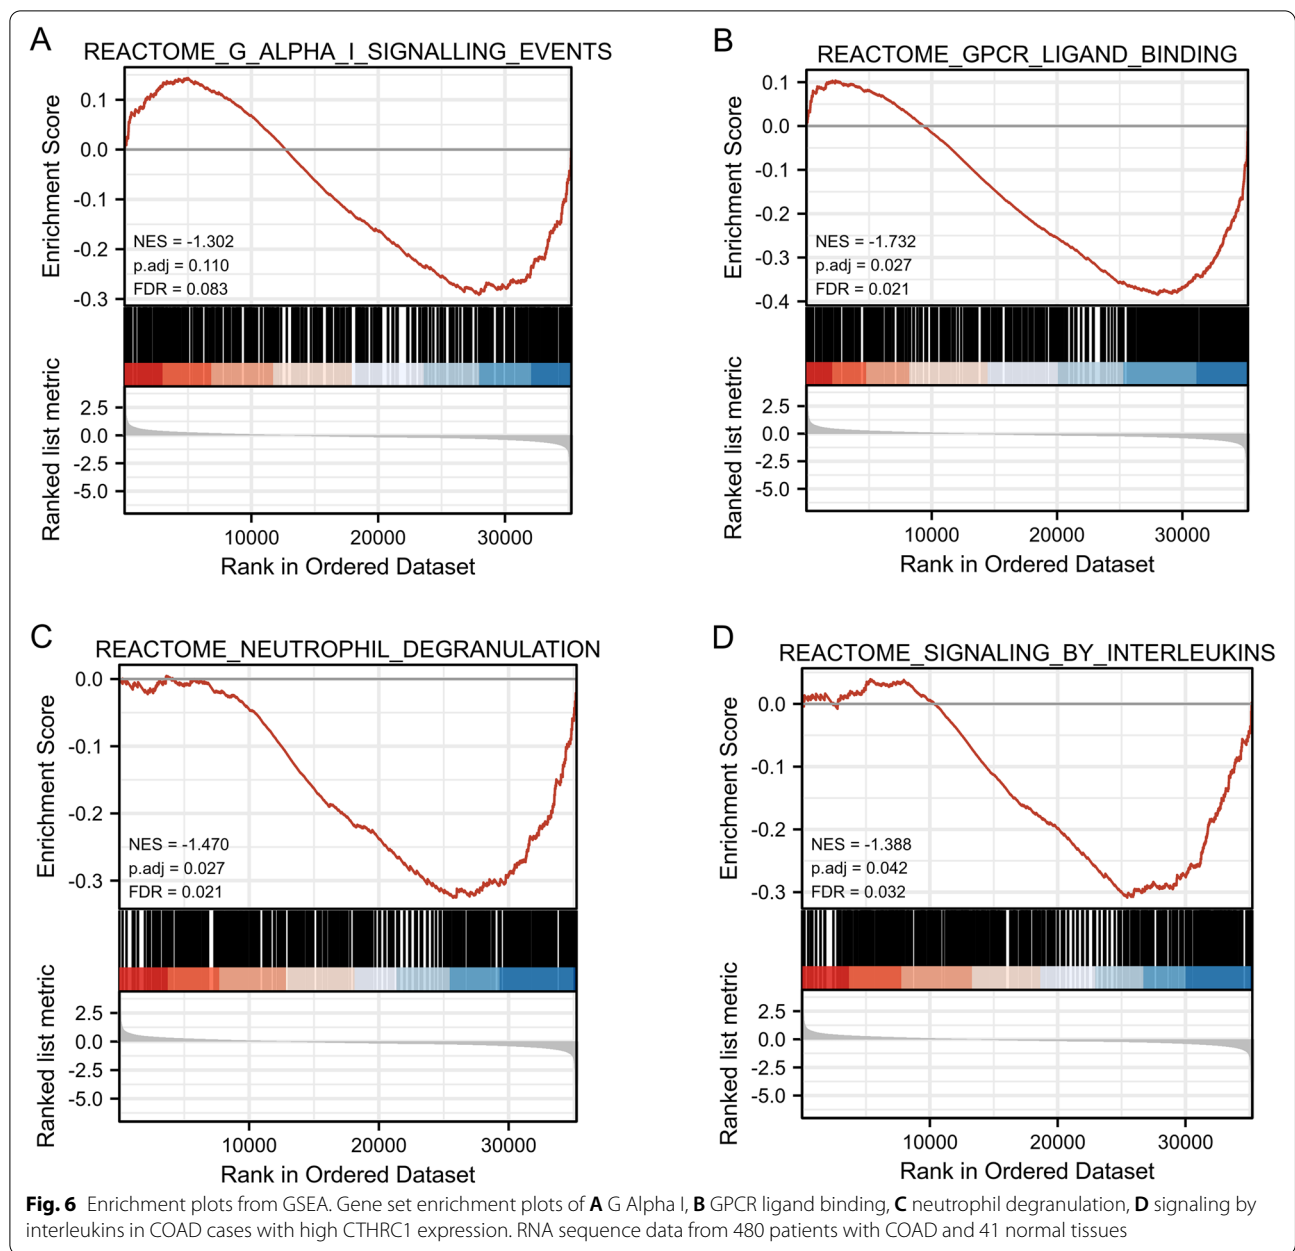 A
REACTOME_G_ALPHA_I_SIGNALLING_EVENTS
Enrichment Score
0.1
0.0
-0.1
-0.2
-0.3
NES = -1.302
p.adj = 0.110
FDR = 0.083
Ranked list metric
2.5
0.0
-2.5
-5.0
10000 20000 30000
Rank in Ordered Dataset
B
REACTOME_GPCR_LIGAND_BINDING
Enrichment Score
0.1
0.0
-0.1
-0.2
-0.3
-0.4
NES = -1.732
p.adj = 0.027
FDR = 0.021
Ranked list metric
2.5
0.0
-2.5
-5.0
10000 20000 30000
Rank in Ordered Dataset
C
REACTOME_NEUTROPHIL_DEGRANULATION
Enrichment Score
0.0
-0.1
-0.2
-0.3
NES = -1.470
p.adj = 0.027
FDR = 0.021
Ranked list metric
2.5
0.0
-2.5
-5.0
10000 20000 30000
Rank in Ordered Dataset
D
REACTOME_SIGNALING_BY_INTERLEUKINS
Enrichment Score
0.0
-0.1
-0.2
-0.3
NES = -1.388
p.adj = 0.042
FDR = 0.032
Ranked list metric
2.5
0.0
-2.5
-5.0
10000 20000 30000
Rank in Ordered Dataset
Fig. 6 Enrichment plots from GSEA. Gene set enrichment plots of A G Alpha I, B GPCR ligand binding, C neutrophil degranulation, D signaling by
interleukins in COAD cases with high CTHRC1 expression. RNA sequence data from 480 patients with COAD and 41 normal tissues